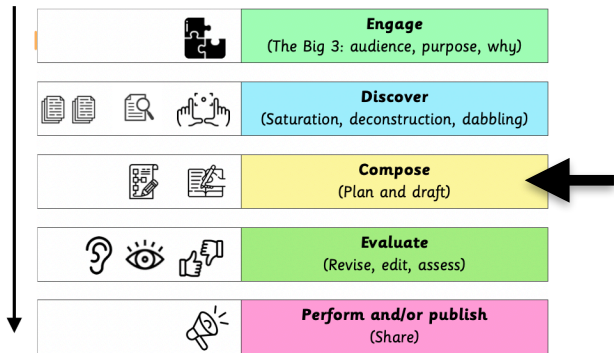 Engage
(The Big 3: audience, purpose, why)
Discover
(Saturation, deconstruction, dabbling)
Compose
(Plan and draft)
Evaluate
(Revise, edit, assess)
Perform and/or publish
(Share)